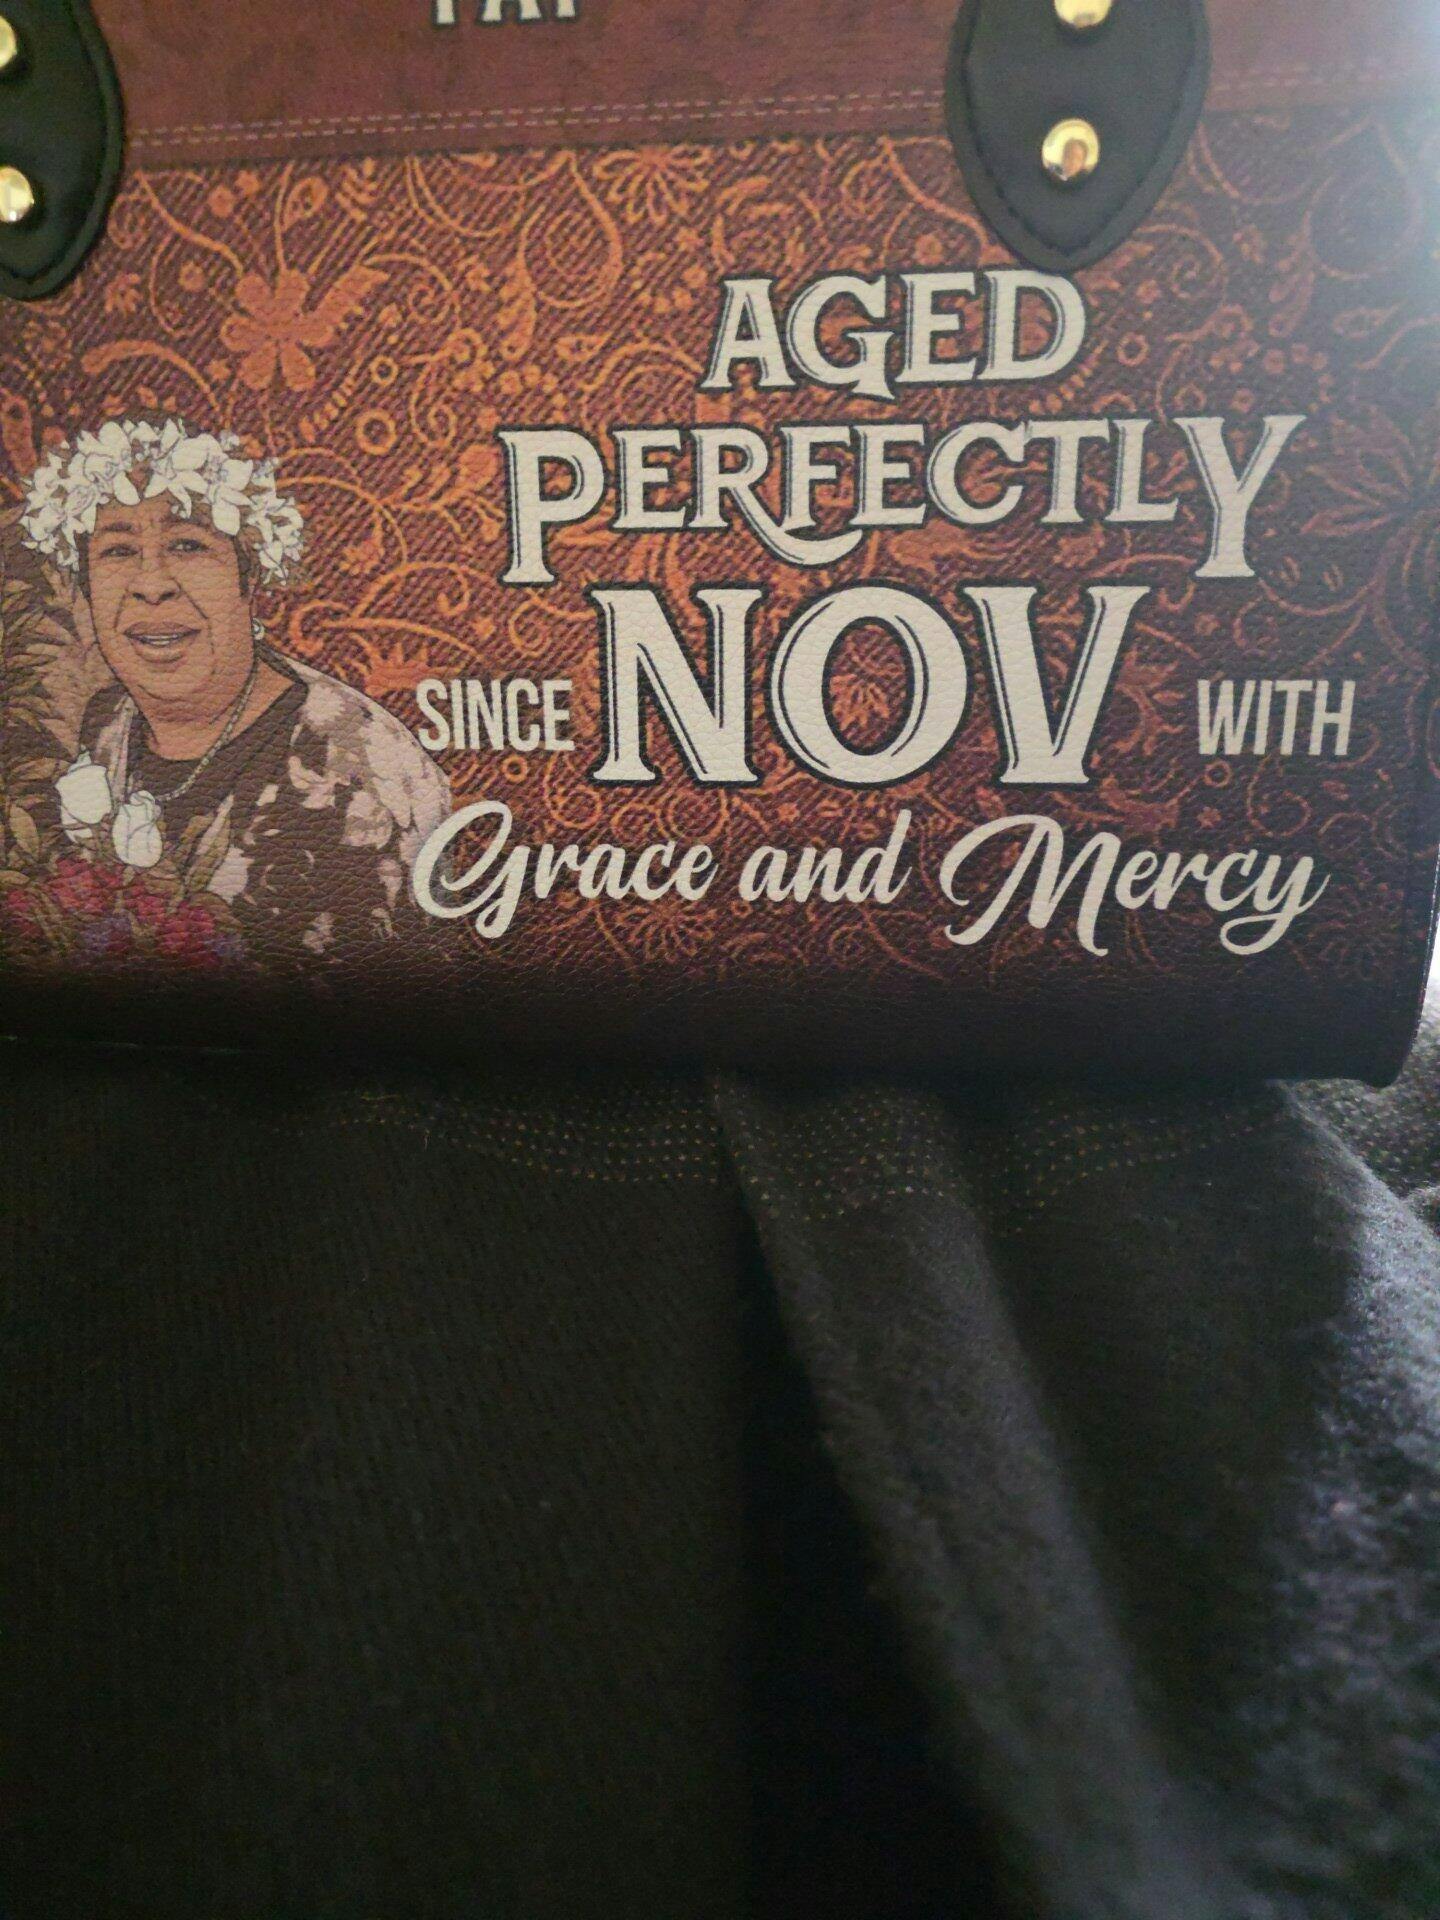 AGED
PERFECTLY
SINCE NOV WITH
Grace and Mercy